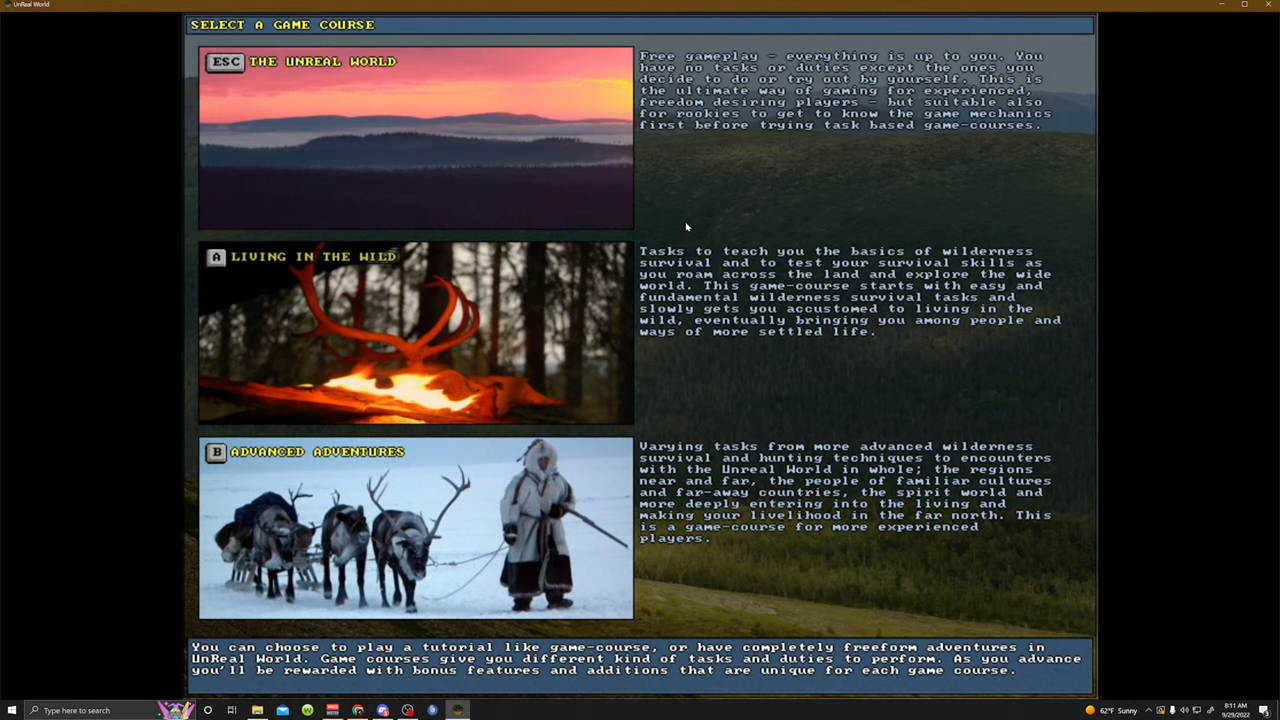 UnReal World
SELECT A GAME COURSE
ESC THE UNREAL WORLD
Free gameplay - everything is up to you. You
have no tasks or duties except the ones you
decide to do or try out by yourself. This is
the ultimate way of gaming for experienced,
freedom desiring players - but suitable also
for rookies to get to know the game mechanics
first before trying task based game-courses.
A LIVING IN THE WILD
Tasks to teach you the basics of wilderness
survival and to test your survival skills as
you roam across the land and explore the wide
world. This game-course starts with easy and
fundamental wilderness survival tasks and
slowly gets you accustomed to living in the
wild, eventually bringing you among people and
ways of more settled life.
B ADVANCED ADVENTURES
Varying tasks from more advanced wilderness
survival and hunting techniques to encounters
with the Unreal World in whole; the regions
near and far, the people of familiar cultures
and far-away countries, the spirit world and
more deeply entering into the living and
making your livelihood in the far north. This
is a game-course for more experienced
players.
You can choose to play a tutorial like game-course, or have completely freeform adventures in
UnReal World. Game courses give you different kind of tasks and duties to perform. As you advance
you'll be rewarded with bonus features and additions that are unique for each game course.
Type here to search
62°F Sunny
8:11 AM
9/29/2022